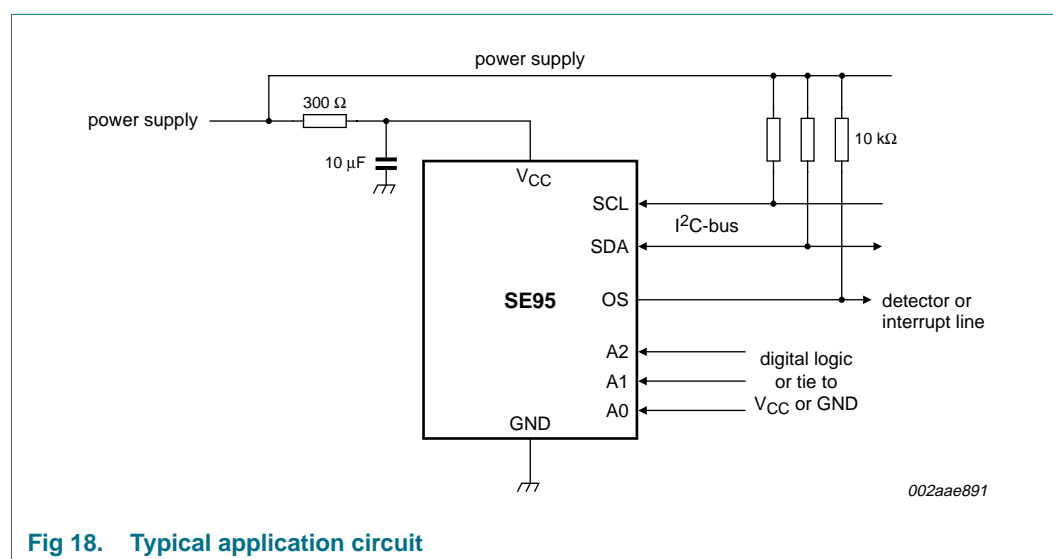 power supply
300 Ω
power supply
10 kΩ
10 μF
VCC
SCL
I2C-bus
SDA
SE95
OS
detector or
interrupt line
A2
digital logic
A1
or tie to
A0
VCC or GND
GND
002aae891
Fig 18. Typical application circuit